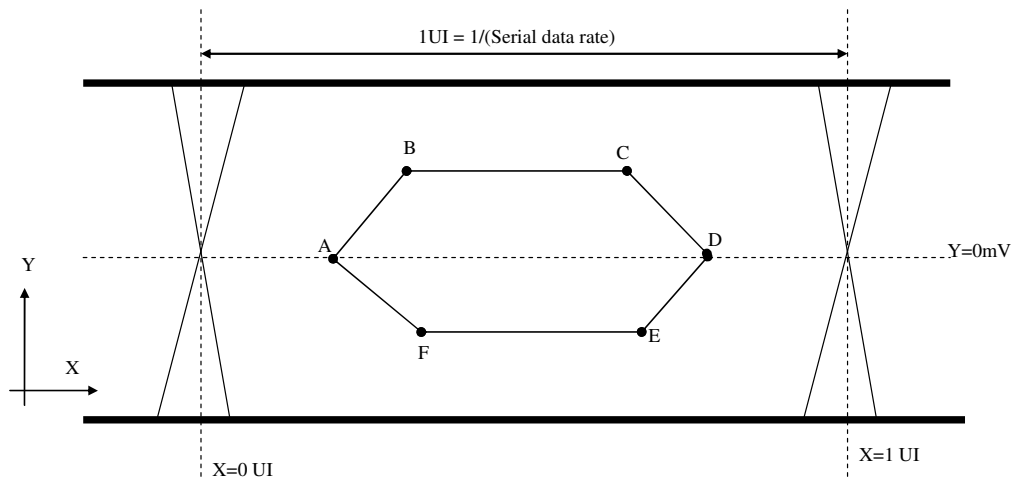 1UI = 1/(Serial data rate)
B
C
A
D
Y=0mV
Y
F
E
X
X=0 UI
X=1 UI